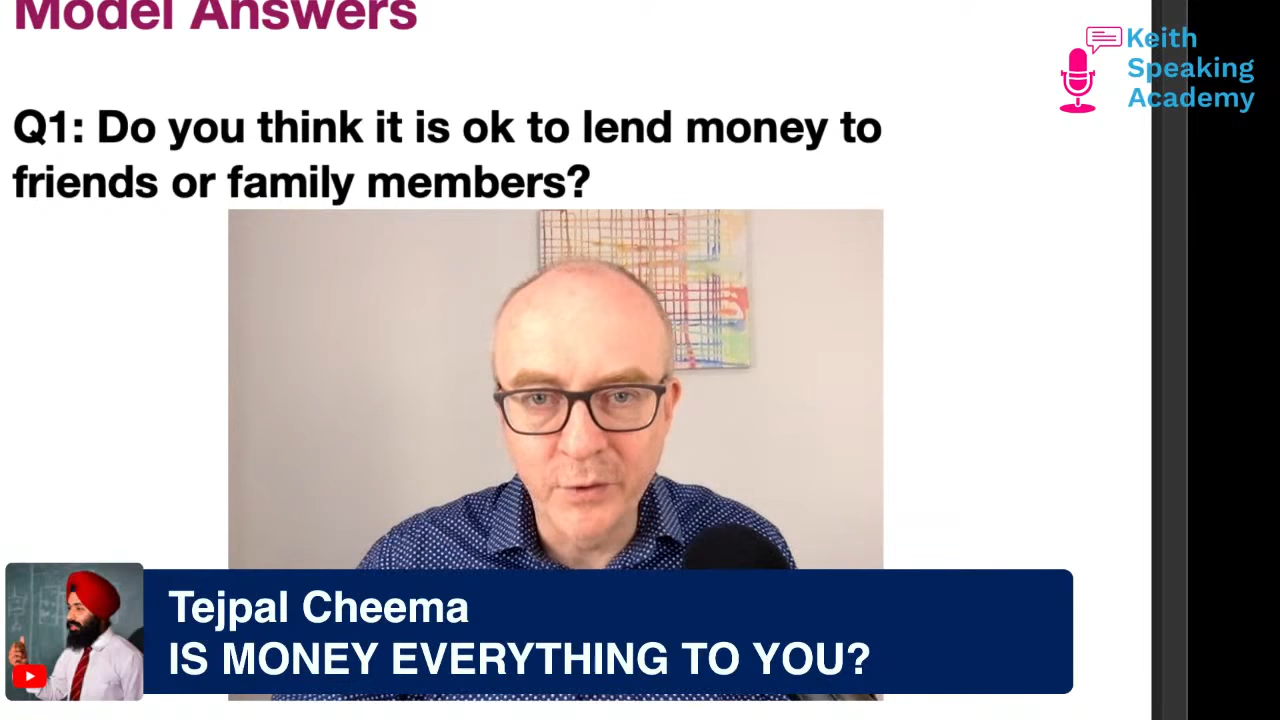 Model Answers
Keith
Speaking
Academy
Q1: Do you think it is ok to lend money to
friends or family members?
Tejpal Cheema
IS MONEY EVERYTHING TO YOU?